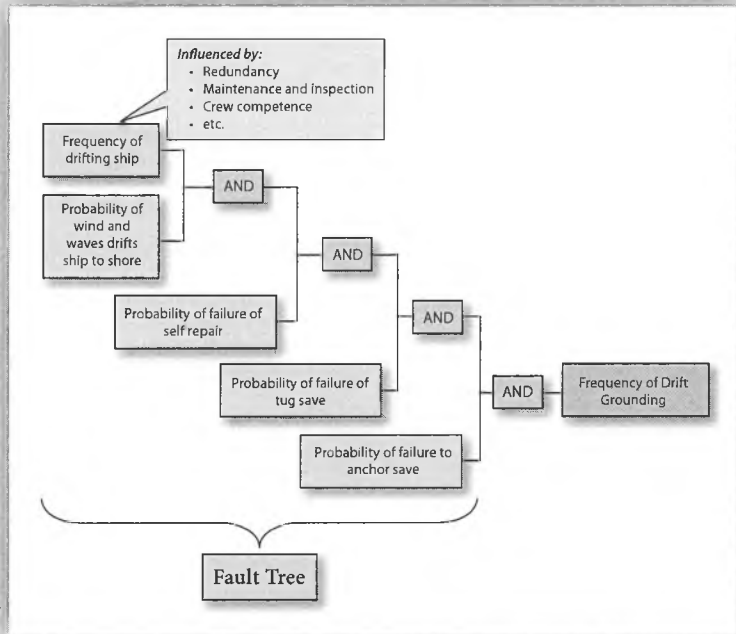 Influenced by:
• Redundancy
• Maintenance and inspection
• Crew competence
• etc.
Frequency of
drifting ship
AND
Probability of
wind and
waves drifts
ship to shore
AND
Probability of failure of
self repair
AND
Probability of failure of
tug save
AND
Frequency of Drift
Grounding
Probability of failure to
anchor save
Fault Tree